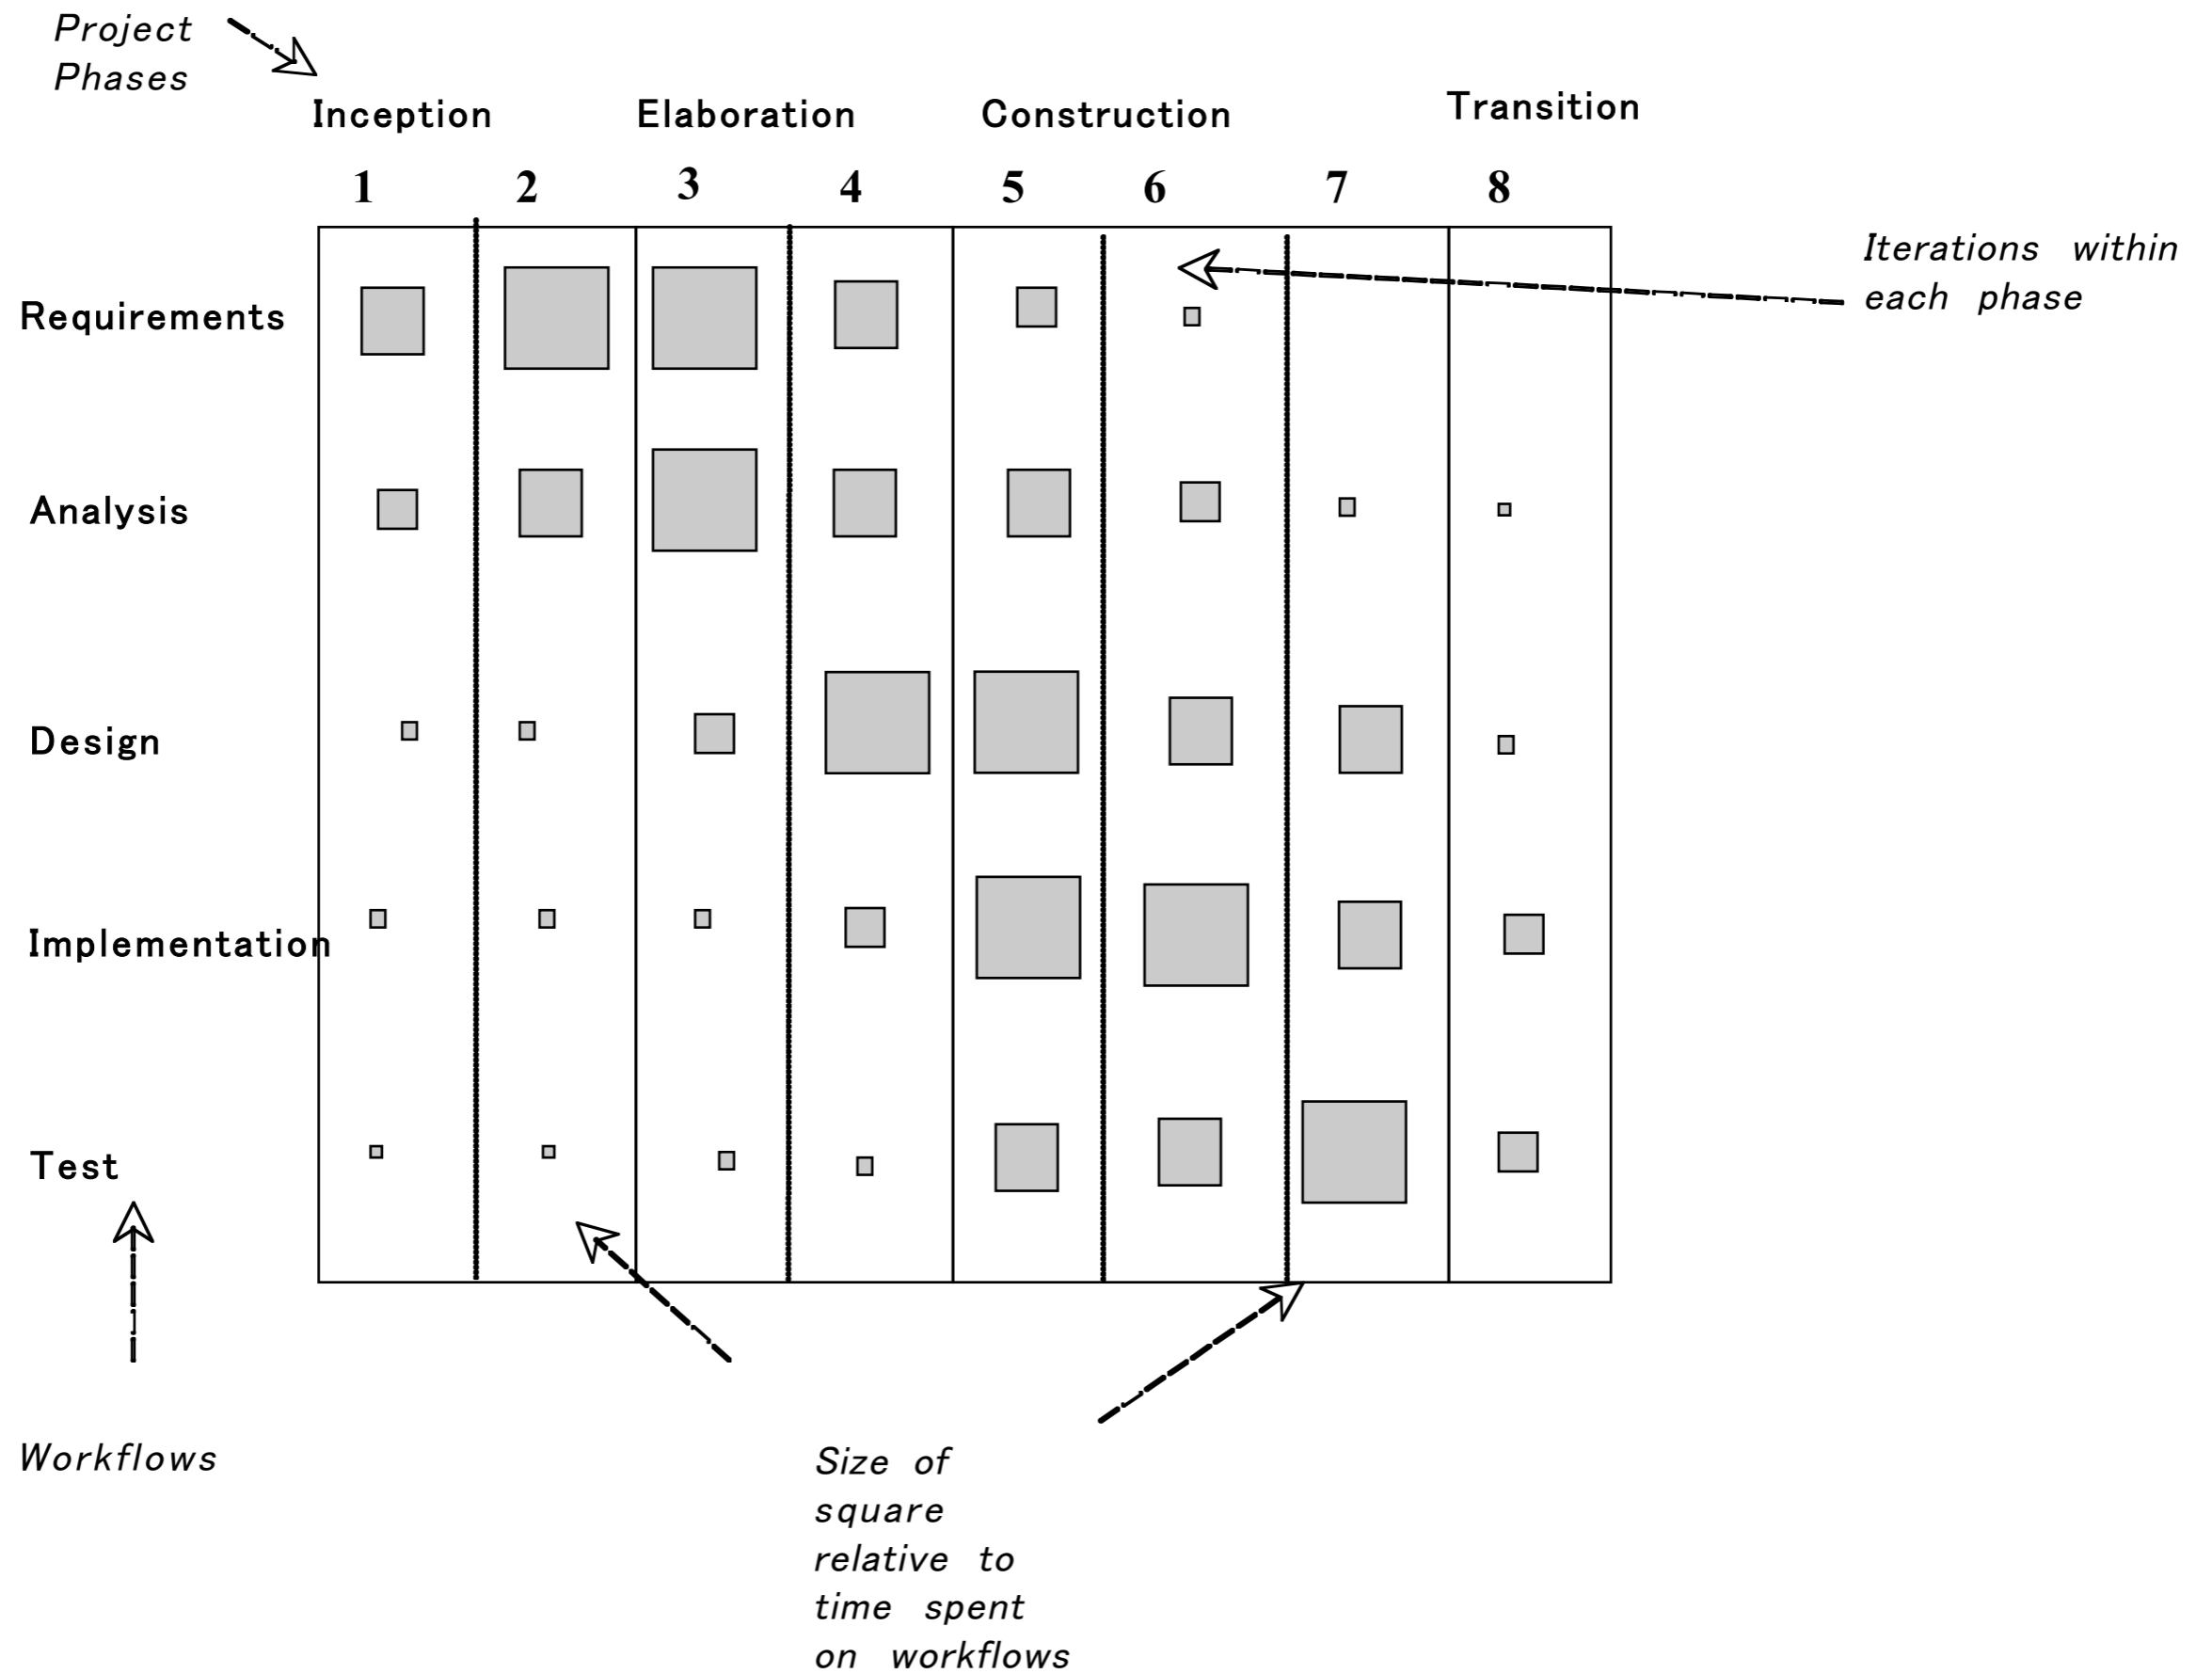 Project
Phases
Inception Elaboration Construction Transition
1 2 3 4 5 6 7 8
Iterations within
each phase
Requirements
Analysis
Design
Implementation
Test
Workflows
Size of
square
relative to
time spent
on workflows